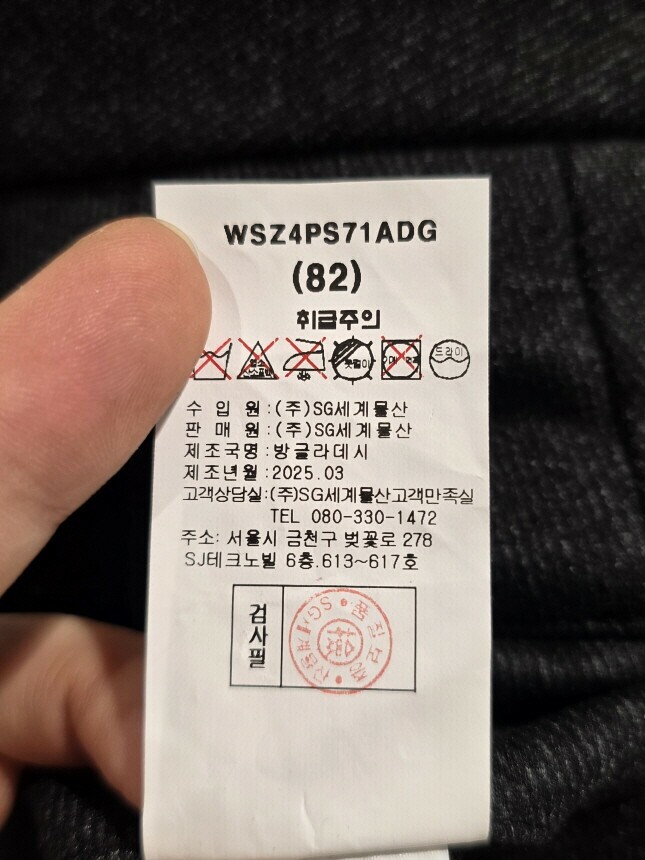 WSZ4PS71ADG
(82)
취급주의
옷걸이
드라이
수 입 원:(주)SG세계물산
판 매 원:(주)SG세계물산
제조국명:방글라데시
제조년월:2025.03
고객상담실:(주)SG세계물산고객만족실
TEL 080-330-1472
주소: 서울시 금천구 벚꽃로 278
SJ테크노빌 6층.613~617호
검사필